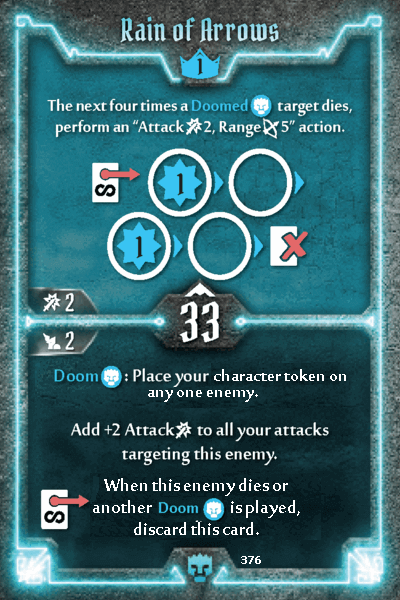 Rain of Arrows
1
The next four times a Doomed target dies,
perform an "Attack 2, Range 5" action.
1
1
2
33
2
Doom : Place your character token on
any one enemy.
Add +2 Attack to all your attacks
targeting this enemy.
When this enemy dies or
another Doom is played,
discard this card.
376